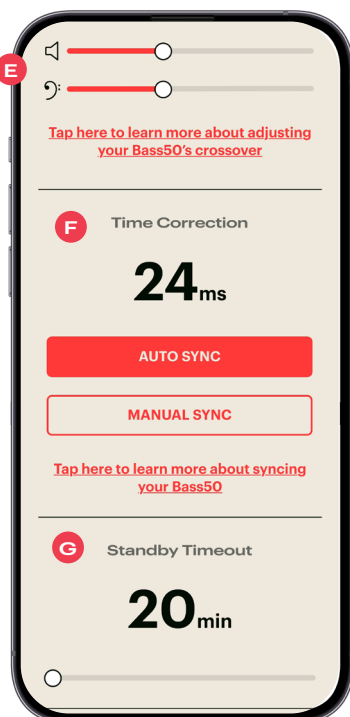 E
Tap here to learn more about adjusting
your Bass50's crossover
F
Time Correction
24ms
AUTO SYNC
MANUAL SYNC
Tap here to learn more about syncing
your Bass50
G
Standby Timeout
20min